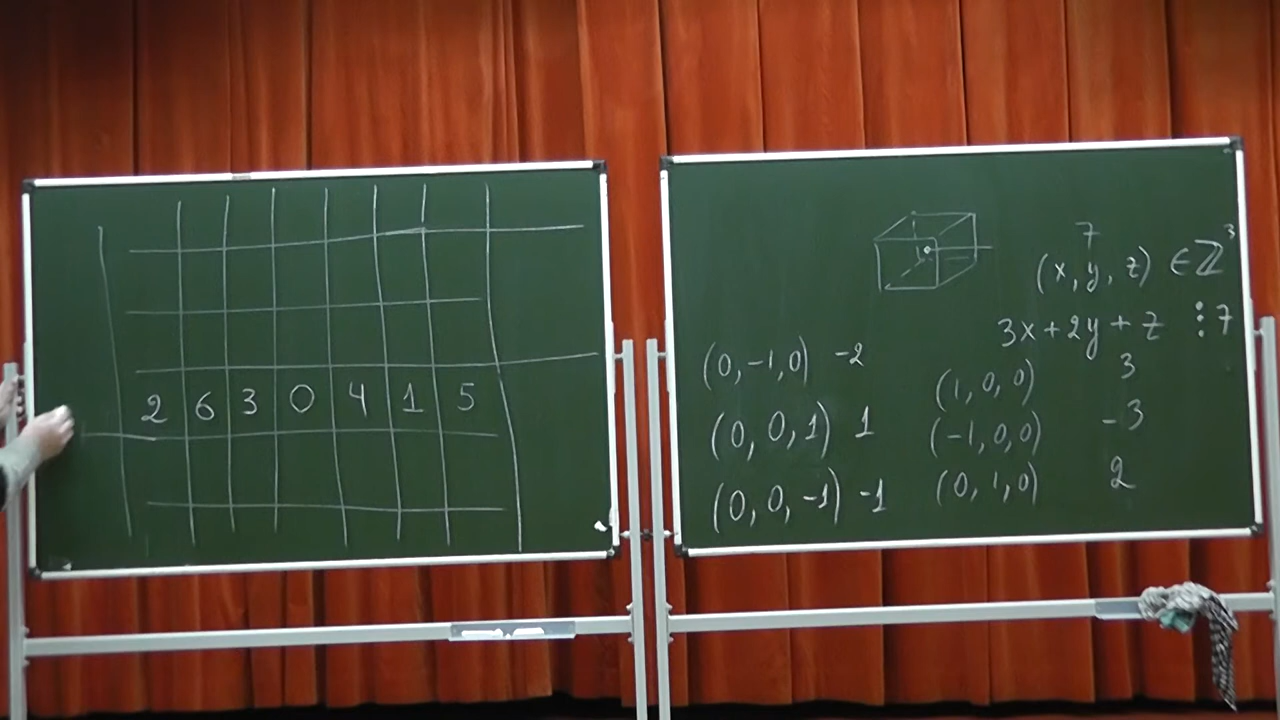 2 6 3 0 4 1 5
7
(x, y, z) ∈ ℤ³
3x + 2y + z ⋮ 7
(0, -1, 0) -2
(0, 0, 1) 1
(0, 0, -1) -1
(1, 0, 0) 3
(-1, 0, 0) -3
(0, 1, 0) 2